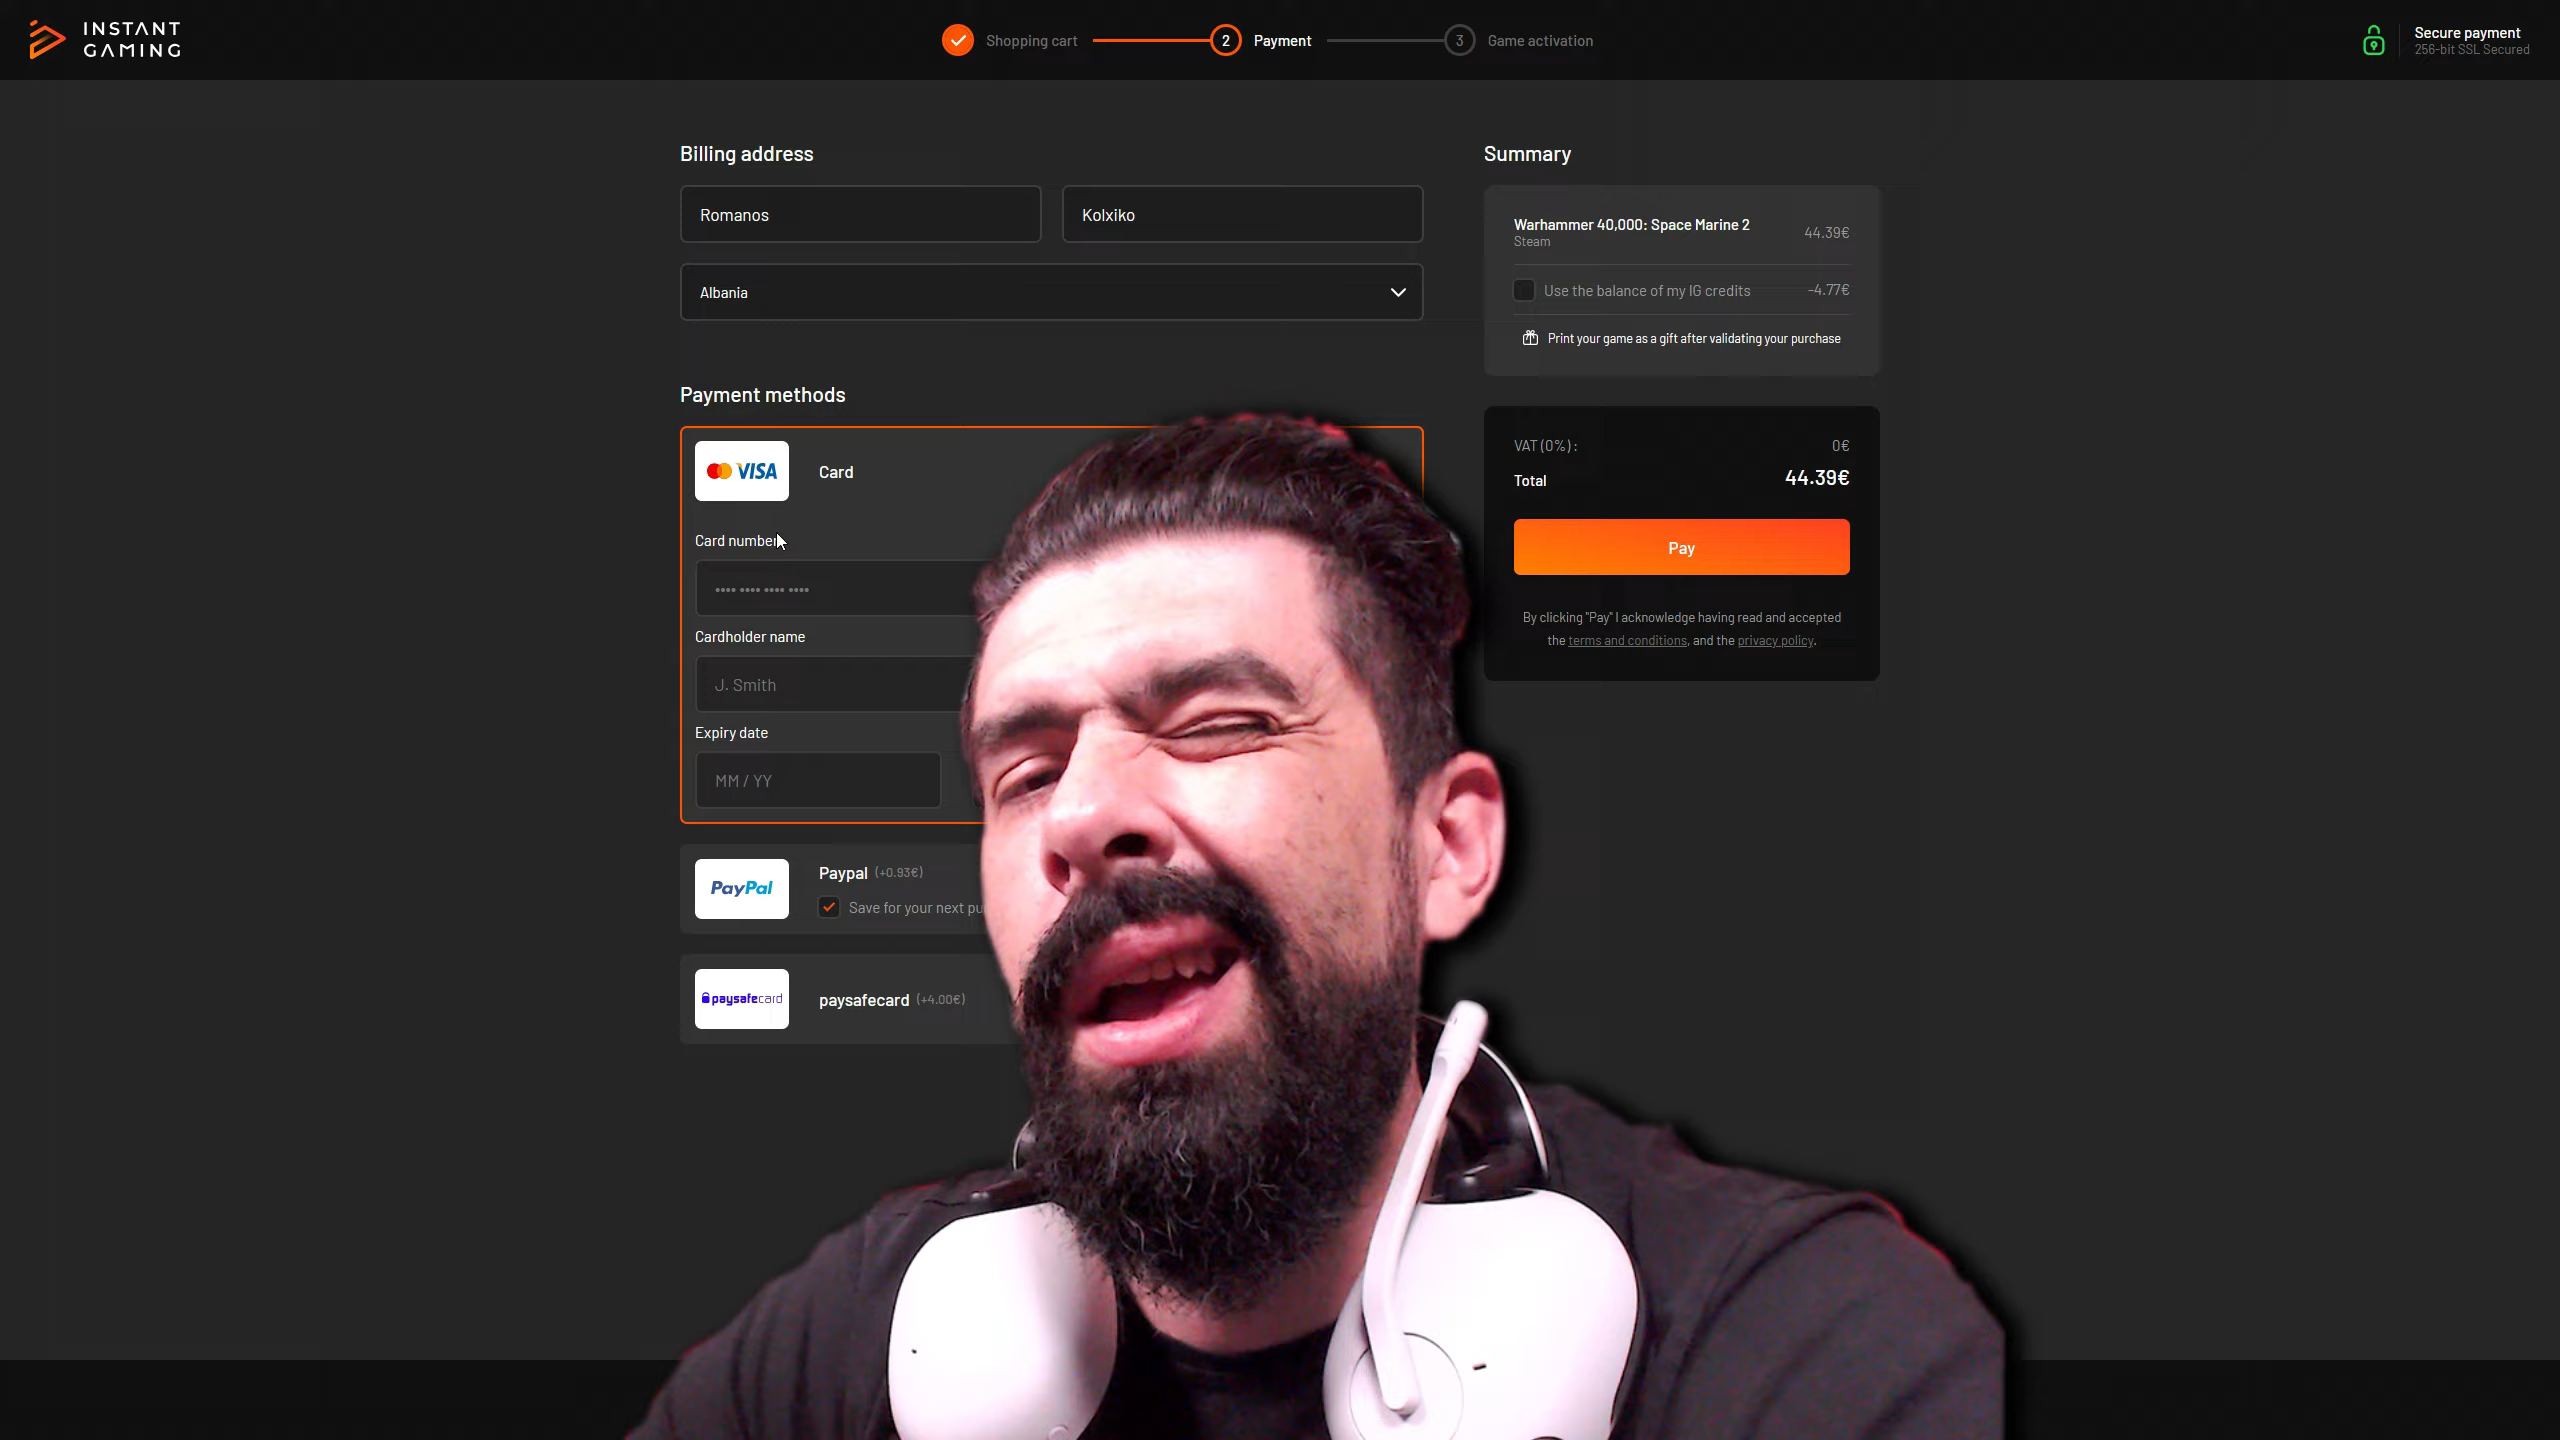 INSTANT
GAMING
Shopping cart
2
Payment
3
Game activation
Secure payment
256-bit SSL Secured
Billing address
Romanos
Kolxiko
Albania
Payment methods
VISA
Card
Card number
•••• •••• •••• ••••
Cardholder name
J. Smith
Expiry date
MM / YY
PayPal
Paypal (+0.93€)
Save for your next
paysafecard
paysafecard (+4.00€)
Summary
Warhammer 40,000: Space Marine 2
Steam
44.39€
Use the balance of my IG credits
-4.77€
Print your game as a gift after validating your purchase
VAT (0%) :
0€
Total
44.39€
Pay
By clicking "Pay" I acknowledge having read and accepted
the terms and conditions, and the privacy policy.